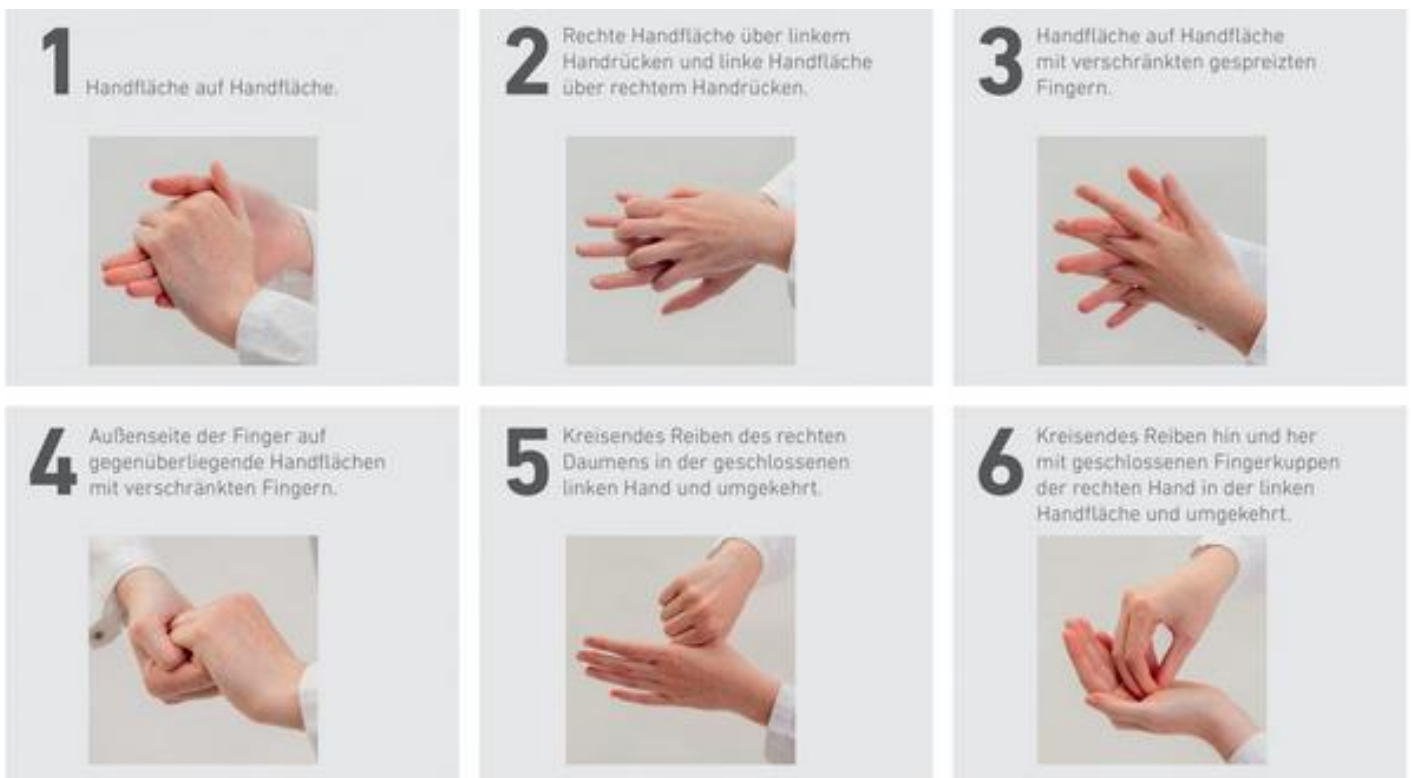 1
Handfläche auf Handfläche.
2
Rechte Handfläche über linkem
Handrücken und linke Handfläche
über rechtem Handrücken.
3
Handfläche auf Handfläche
mit verschränkten gespreizten
Fingern.
4
Außenseite der Finger auf
gegenüberliegende Handflächen
mit verschränkten Fingern.
5
Kreisendes Reiben des rechten
Daumens in der geschlossenen
linken Hand und umgekehrt.
6
Kreisendes Reiben hin und her
mit geschlossenen Fingerkuppen
der rechten Hand in der linken
Handfläche und umgekehrt.